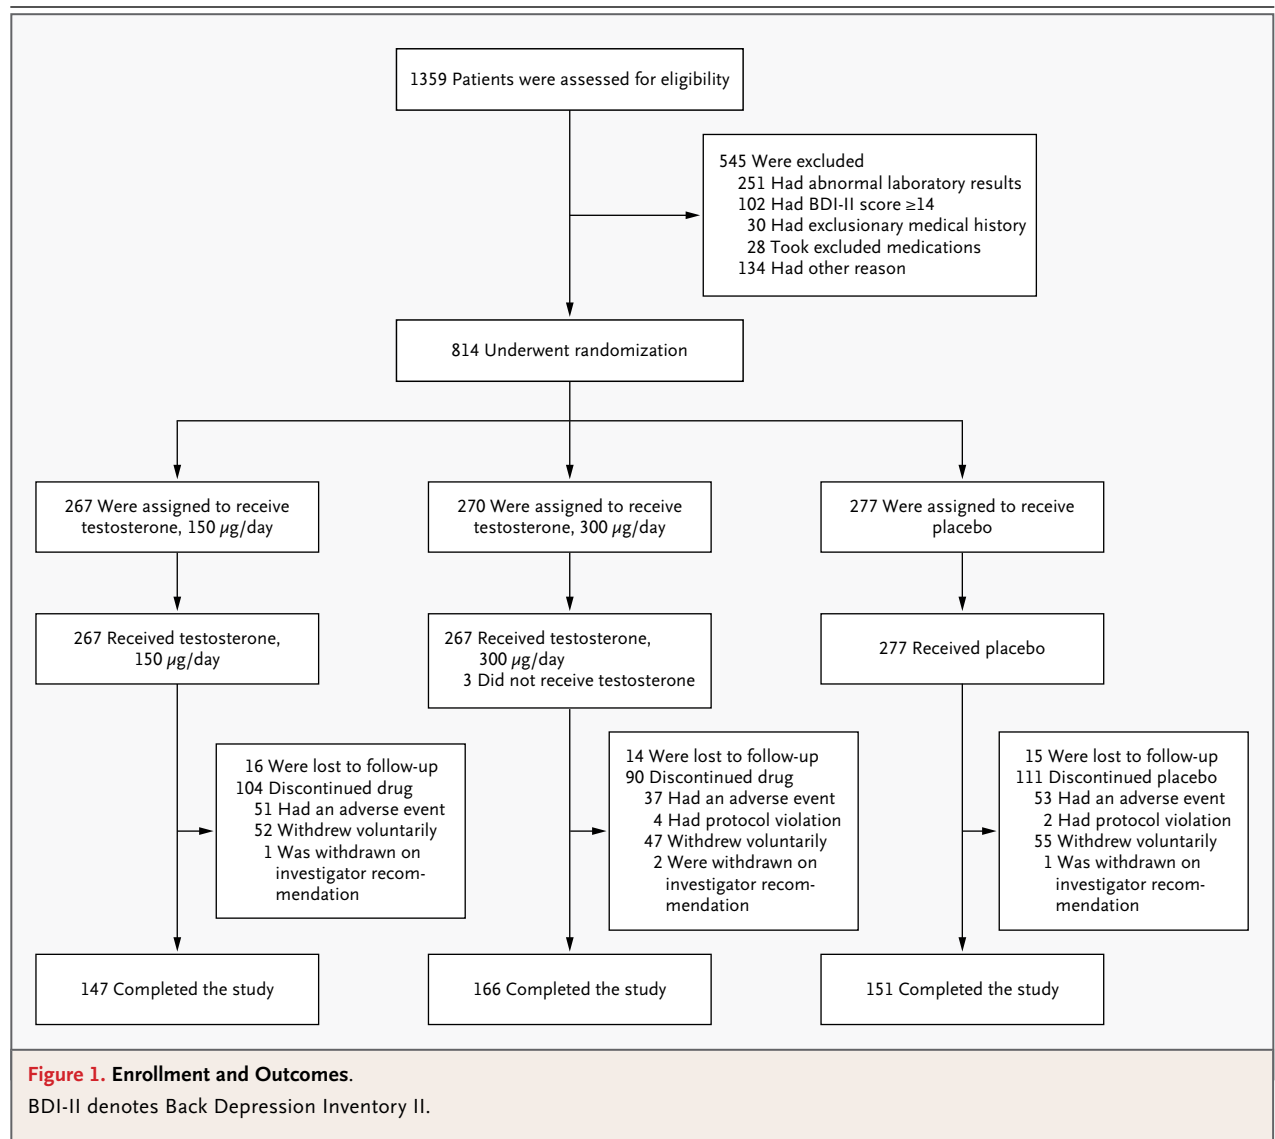 1359 Patients were assessed for eligibility
545 Were excluded
251 Had abnormal laboratory results
102 Had BDI-II score ≥14
30 Had exclusionary medical history
28 Took excluded medications
134 Had other reason
814 Underwent randomization
267 Were assigned to receive
testosterone, 150 µg/day
270 Were assigned to receive
testosterone, 300 µg/day
277 Were assigned to receive
placebo
267 Received testosterone,
150 µg/day
267 Received testosterone,
300 µg/day
3 Did not receive testosterone
277 Received placebo
16 Were lost to follow-up
104 Discontinued drug
51 Had an adverse event
52 Withdrew voluntarily
1 Was withdrawn on
investigator recom-
mendation
14 Were lost to follow-up
90 Discontinued drug
37 Had an adverse event
4 Had protocol violation
47 Withdrew voluntarily
2 Were withdrawn on
investigator recom-
mendation
15 Were lost to follow-up
111 Discontinued placebo
53 Had an adverse event
2 Had protocol violation
55 Withdrew voluntarily
1 Was withdrawn on
investigator recom-
mendation
147 Completed the study
166 Completed the study
151 Completed the study
Figure 1. Enrollment and Outcomes.
BDI-II denotes Back Depression Inventory II.